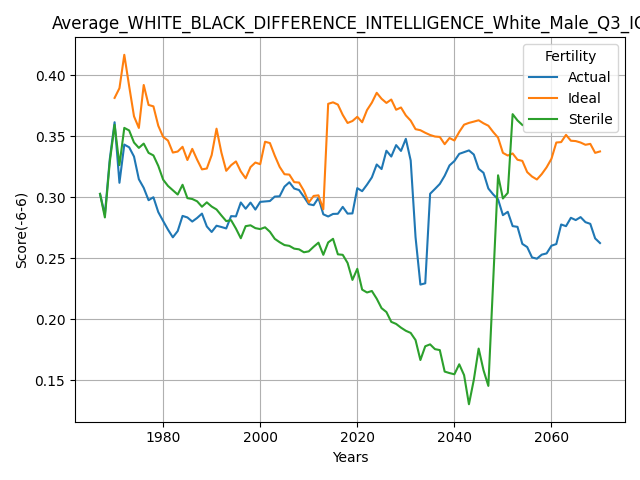 Average_WHITE_BLACK_DIFFERENCE_INTELLIGENCE_White_Male_Q3_IC
Fertility
Actual
Ideal
Sterile
Score(-6-6)
0.40
0.35
0.30
0.25
0.20
0.15
1980 2000 2020 2040 2060
Years